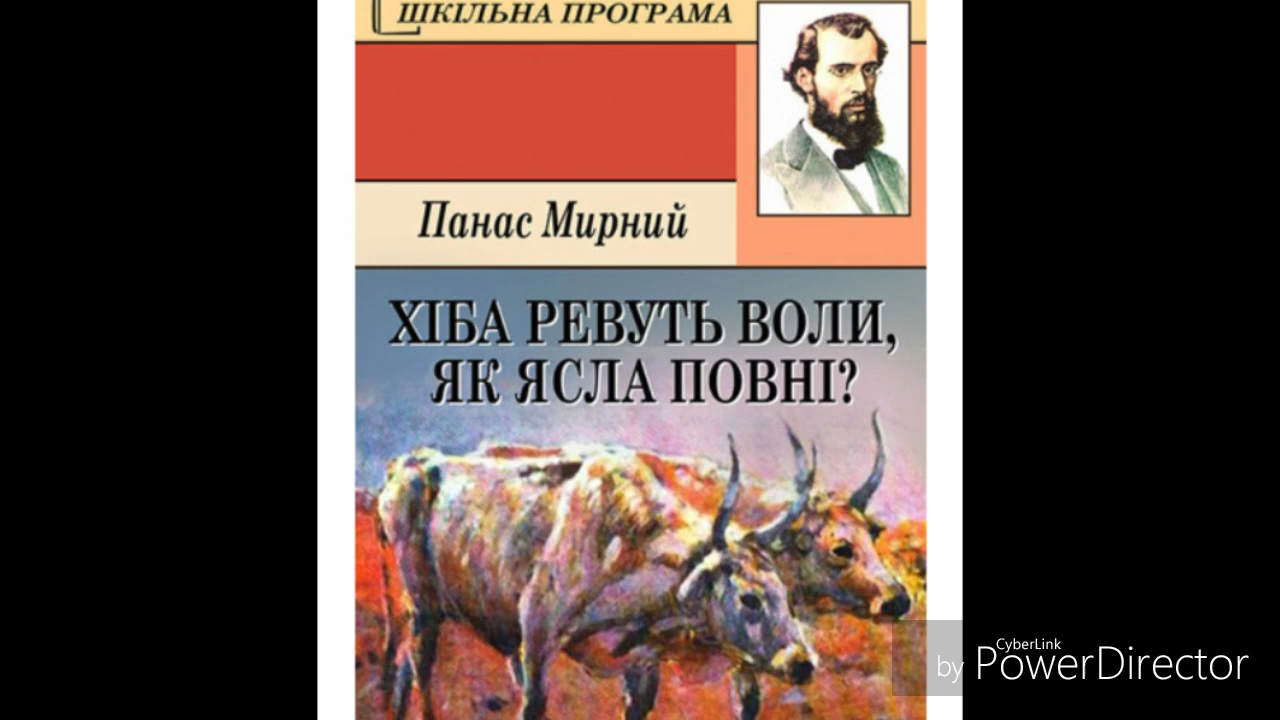 ШКІЛЬНА ПРОГРАМА
Панас Мирний
ХІБА РЕВУТЬ ВОЛИ,
ЯК ЯСЛА ПОВНІ?
CyberLink
by PowerDirector